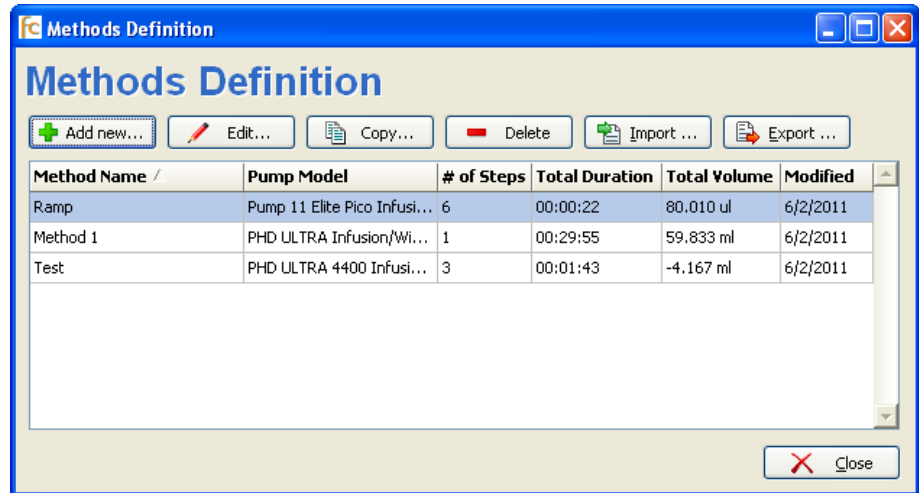 fc Methods Definition
Methods Definition
Add new... Edit... Copy... Delete Import ... Export ...
Method Name Pump Model # of Steps Total Duration Total Volume Modified
Ramp Pump 11 Elite Pico Infusi... 6 00:00:22 80.010 ul 6/2/2011
Method 1 PHD ULTRA Infusion/Wi... 1 00:29:55 59.833 ml 6/2/2011
Test PHD ULTRA 4400 Infusi... 3 00:01:43 -4.167 ml 6/2/2011
Close